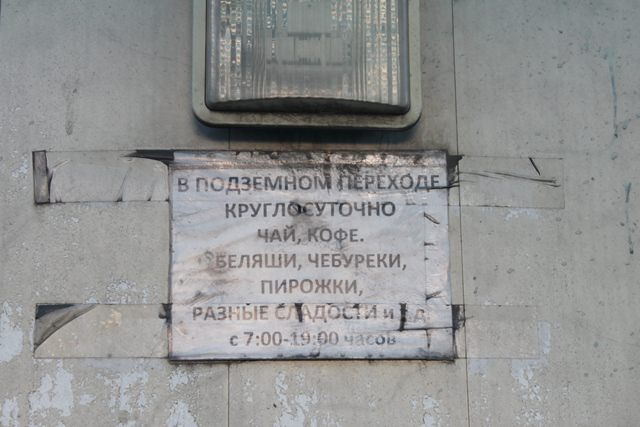 В ПОДЗЕМНОМ ПЕРЕХОДЕ
КРУГЛОСУТОЧНО
ЧАЙ, КОФЕ.
БЕЛЯШИ, ЧЕБУРЕКИ,
ПИРОЖКИ,
РАЗНЫЕ СЛАДОСТИ и т.д.
с 7:00-19:00 часов